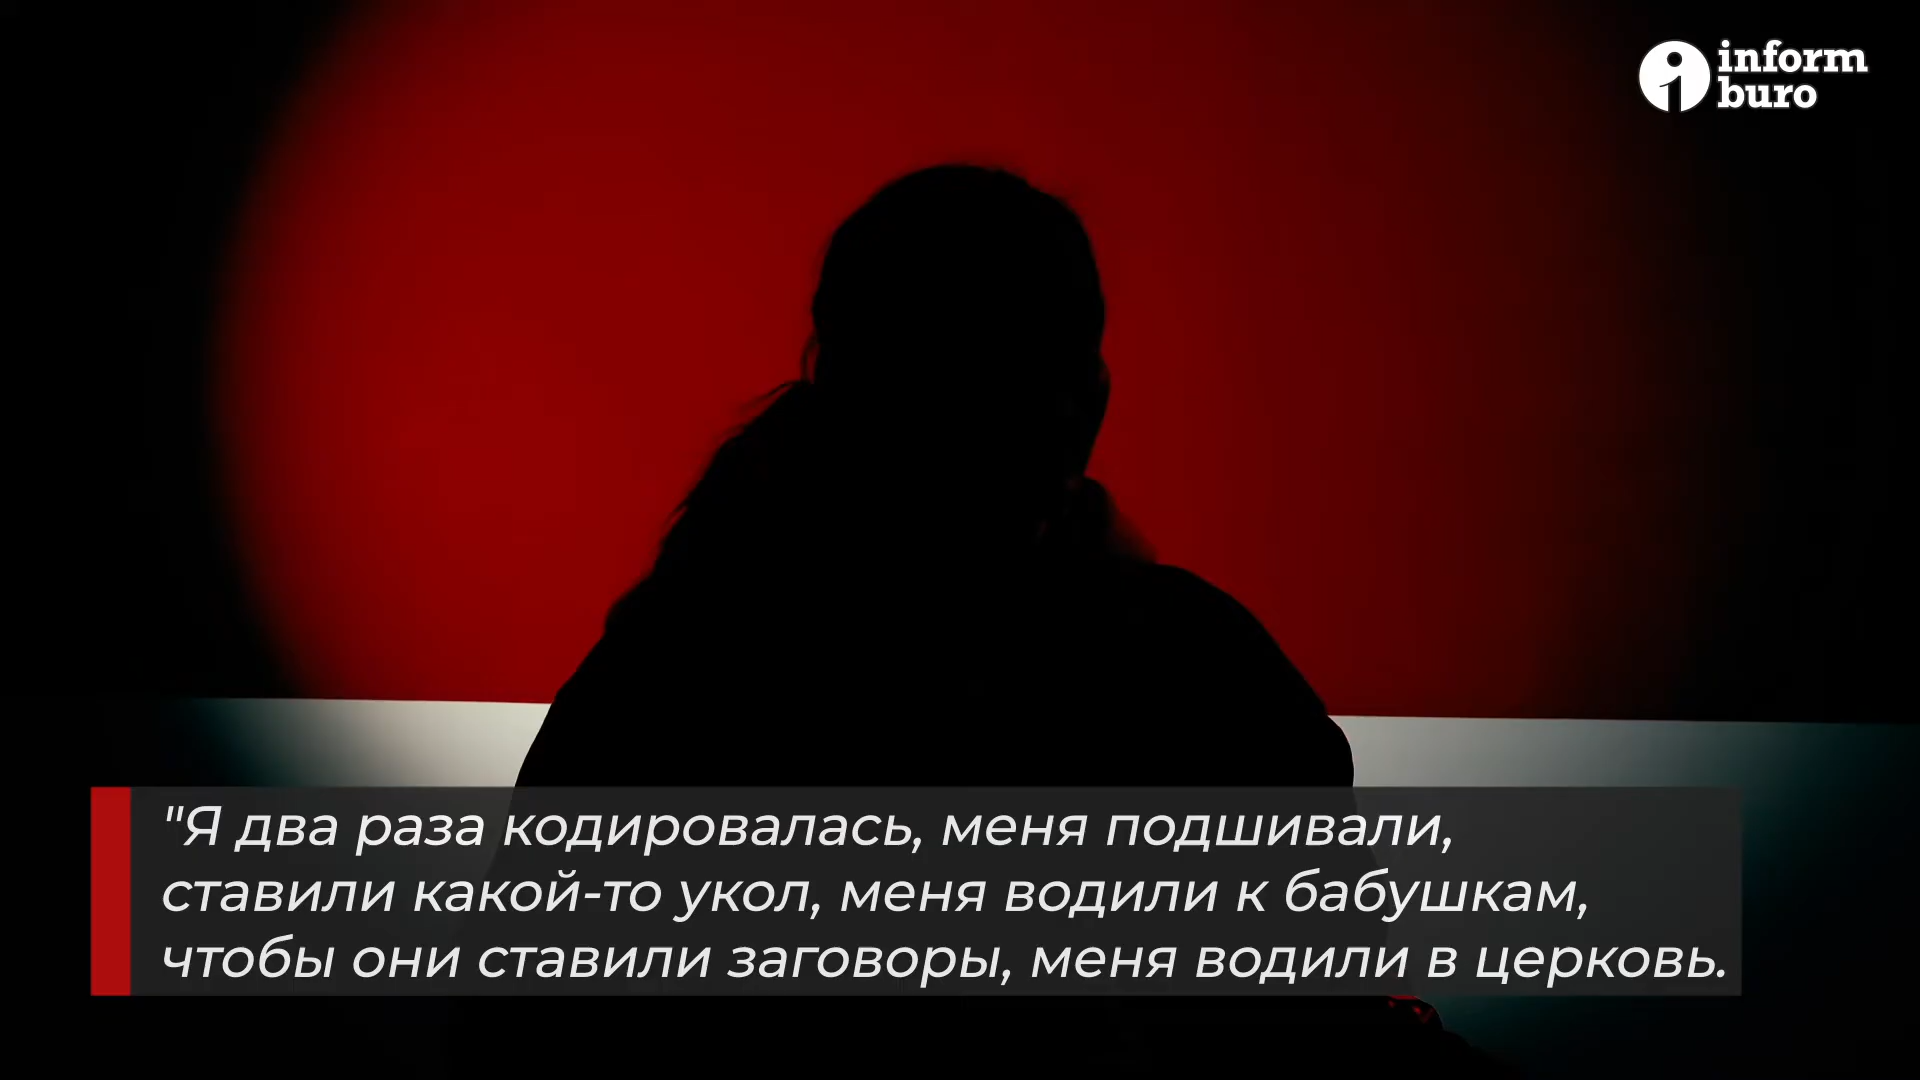 inform
buro
"Я два раза кодировалась, меня подшивали,
ставили какой-то укол, меня водили к бабушкам,
чтобы они ставили заговоры, меня водили в церковь.